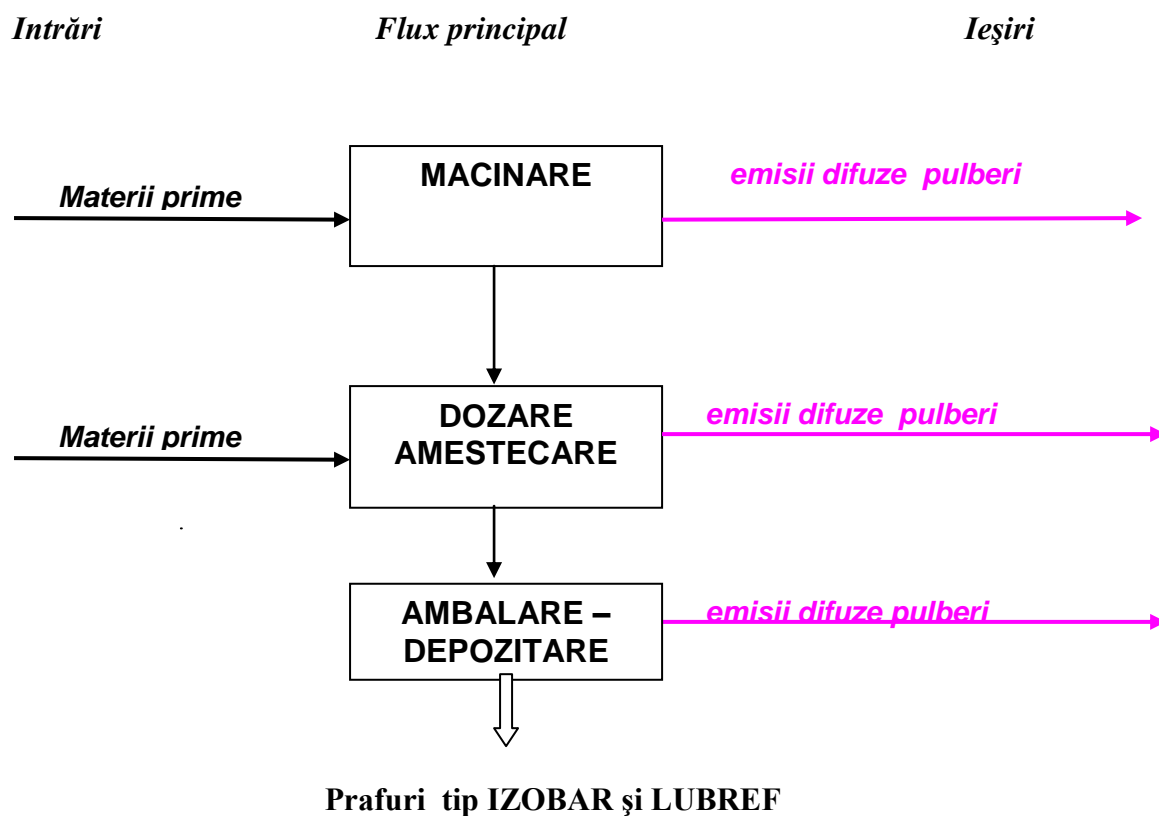 Intrări Flux principal Ieşiri
MACINARE emisii difuze pulberi
Materii prime
DOZARE emisii difuze pulberi
Materii prime AMESTECARE
AMBALARE – emisii difuze pulberi
DEPOZITARE
Prafuri tip IZOBAR şi LUBREF